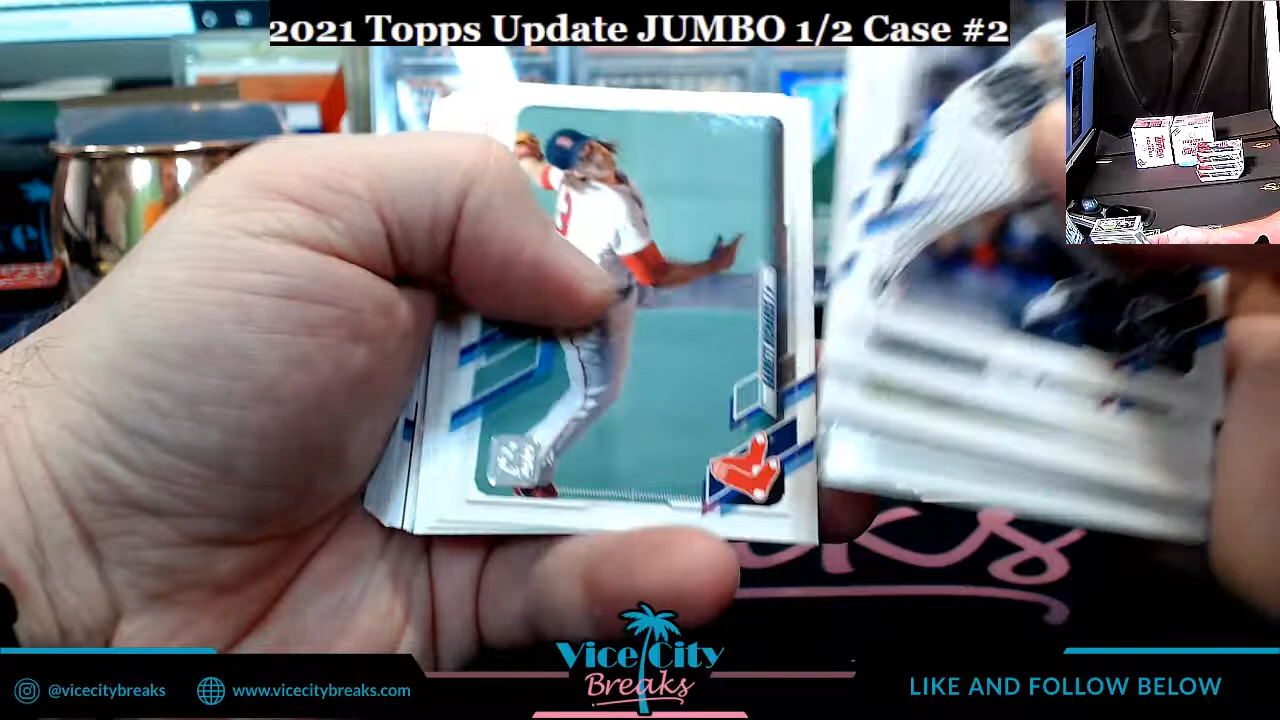 2021 Topps Update JUMBO 1/2 Case #2
Vice City
Breaks
@vicecitybreaks
www.vicecitybreaks.com
LIKE AND FOLLOW BELOW